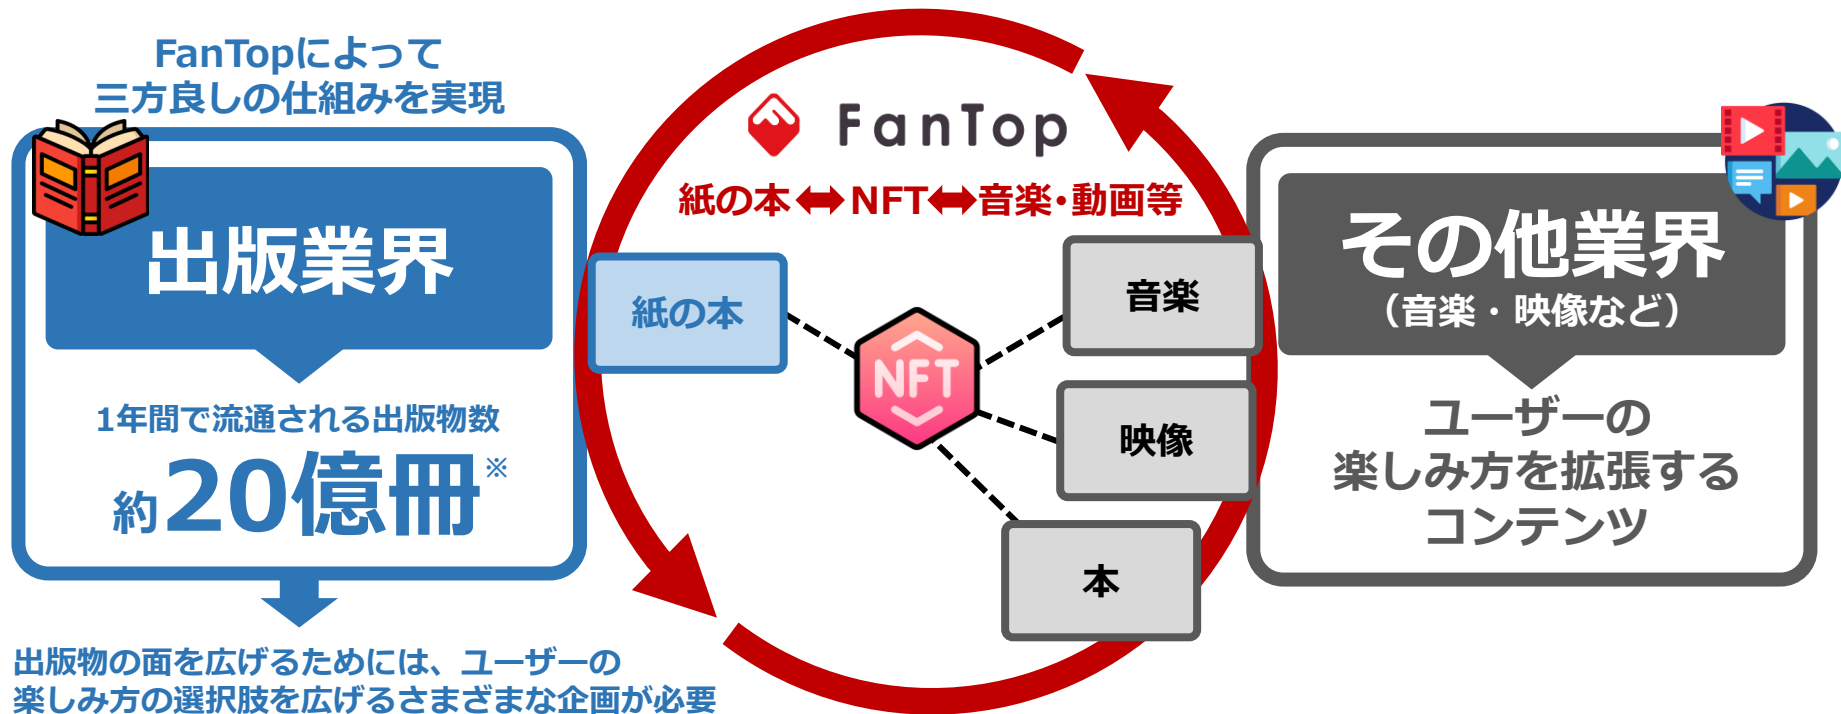 FanTopによって
三方良しの仕組みを実現
出版業界
1年間で流通される出版物数
約20億冊※
出版物の面を広げるためには、ユーザーの
楽しみ方の選択肢を広げるさまざまな企画が必要
FanTop
紙の本⬌NFT⬌音楽・動画等
紙の本
NFT
音楽
映像
本
その他業界
（音楽・映像など）
ユーザーの
楽しみ方を拡張する
コンテンツ